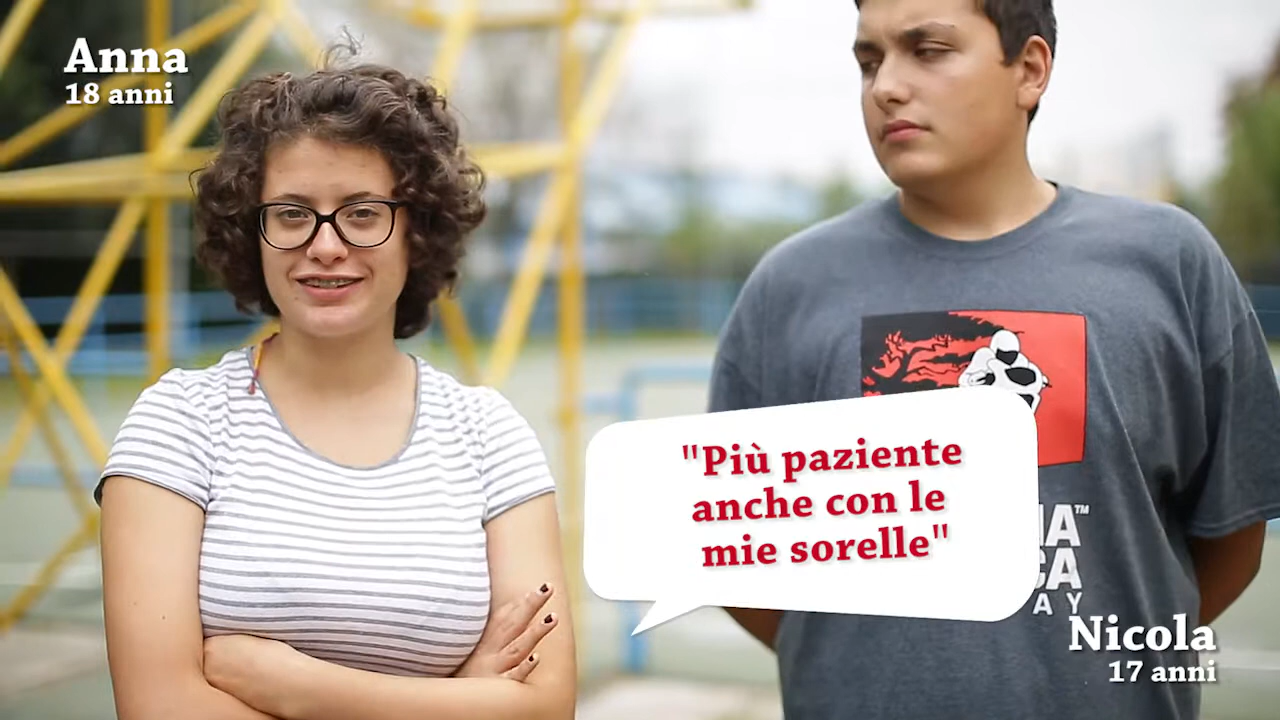 Anna
18 anni
"Più paziente
anche con le
mie sorelle"
Nicola
17 anni